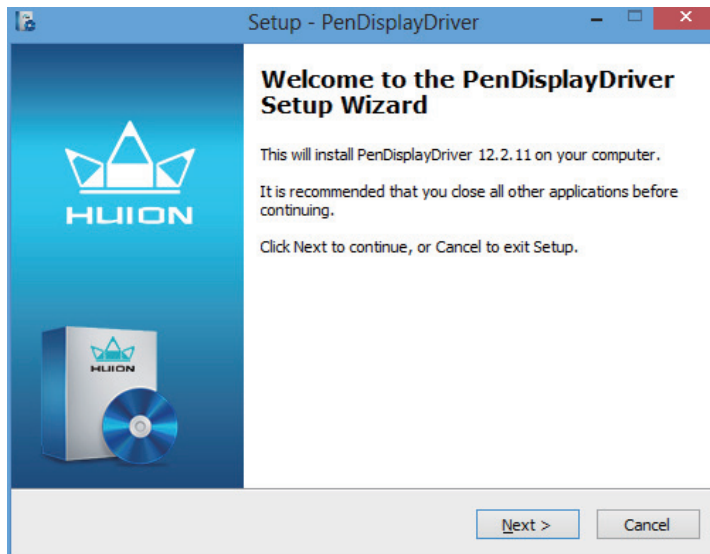 Setup - PenDisplayDriver
Welcome to the PenDisplayDriver
Setup Wizard
This will install PenDisplayDriver 12.2.11 on your computer.
It is recommended that you close all other applications before
continuing.
Click Next to continue, or Cancel to exit Setup.
HUION
HUION
Next >
Cancel